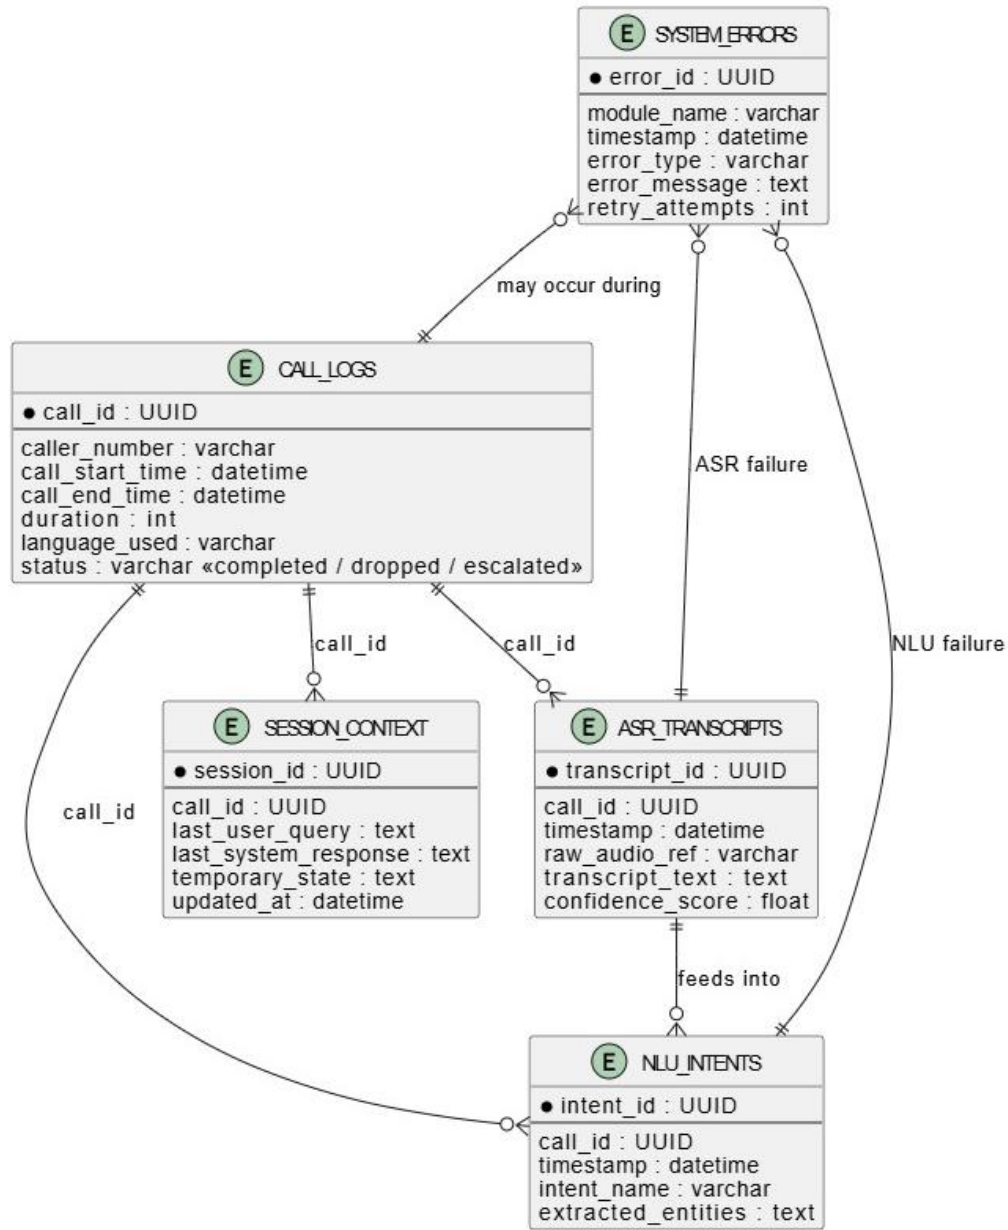 E SYSTEM_ERRORS
error_id : UUID
module_name : varchar
timestamp : datetime
error_type : varchar
error_message : text
retry_attempts : int
may occur during
E CALL_LOGS
call_id : UUID
caller_number : varchar
call_start_time : datetime
call_end_time : datetime
duration : int
language_used : varchar
status : varchar «completed / dropped / escalated»
ASR failure
NLU failure
call_id
call_id
E SESSION_CONTEXT
session_id : UUID
call_id : UUID
last_user_query : text
last_system_response : text
temporary_state : text
updated_at : datetime
E ASR_TRANSCRIPTS
transcript_id : UUID
call_id : UUID
timestamp : datetime
raw_audio_ref : varchar
transcript_text : text
confidence_score : float
call_id
feeds into
E NLU_INTENTS
intent_id : UUID
call_id : UUID
timestamp : datetime
intent_name : varchar
extracted_entities : text